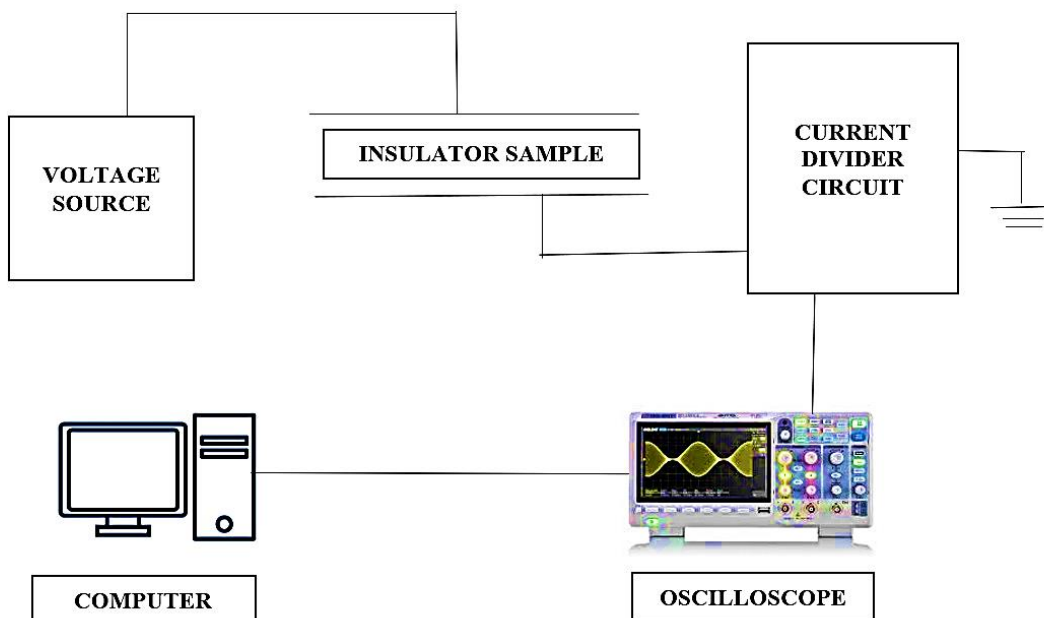 VOLTAGE
SOURCE
INSULATOR SAMPLE
CURRENT
DIVIDER
CIRCUIT
COMPUTER
OSCILLOSCOPE